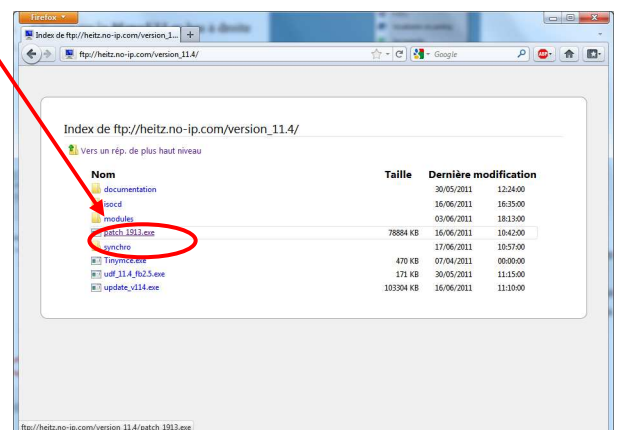 Firefox
Index de ftp://heitz.no-ip.com/version_1...
+
ftp://heitz.no-ip.com/version_11.4/
Google
ABP
Index de ftp://heitz.no-ip.com/version_11.4/
Vers un rép. de plus haut niveau
Nom Taille Dernière modification
documentation 30/05/2011 12:24:00
isocd 16/06/2011 16:35:00
modules 03/06/2011 18:13:00
patch_1913.exe 78884 KB 16/06/2011 10:42:00
synchro 17/06/2011 10:57:00
Tinymce.exe 470 KB 07/04/2011 00:00:00
udf_11.4_fb2.5.exe 171 KB 30/05/2011 11:15:00
update_v114.exe 103304 KB 16/06/2011 11:10:00
ftp://heitz.no-ip.com/version_11.4/patch_1913.exe